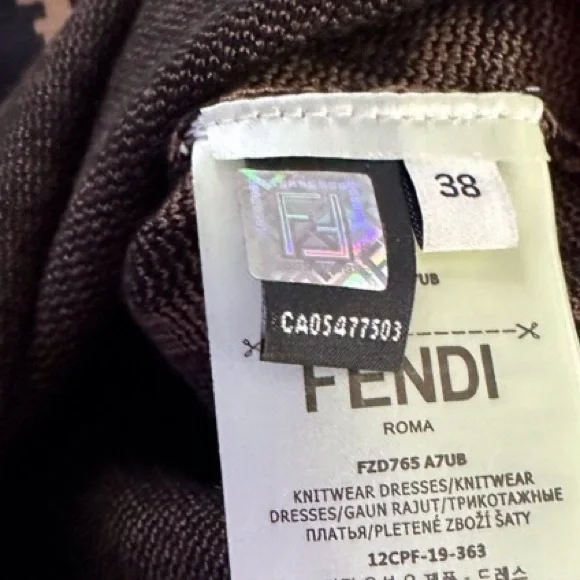 38
7UB
CA05477503
FENDI
ROMA
FZD765 A7UB
KNITWEAR DRESSES/KNITWEAR
DRESSES/GAUN RAJUT/ТРИКОТАЖНЫЕ
ПЛАТЬЯ/PLETENÉ ZBOŽÍ ŠATY
12CPF-19-363